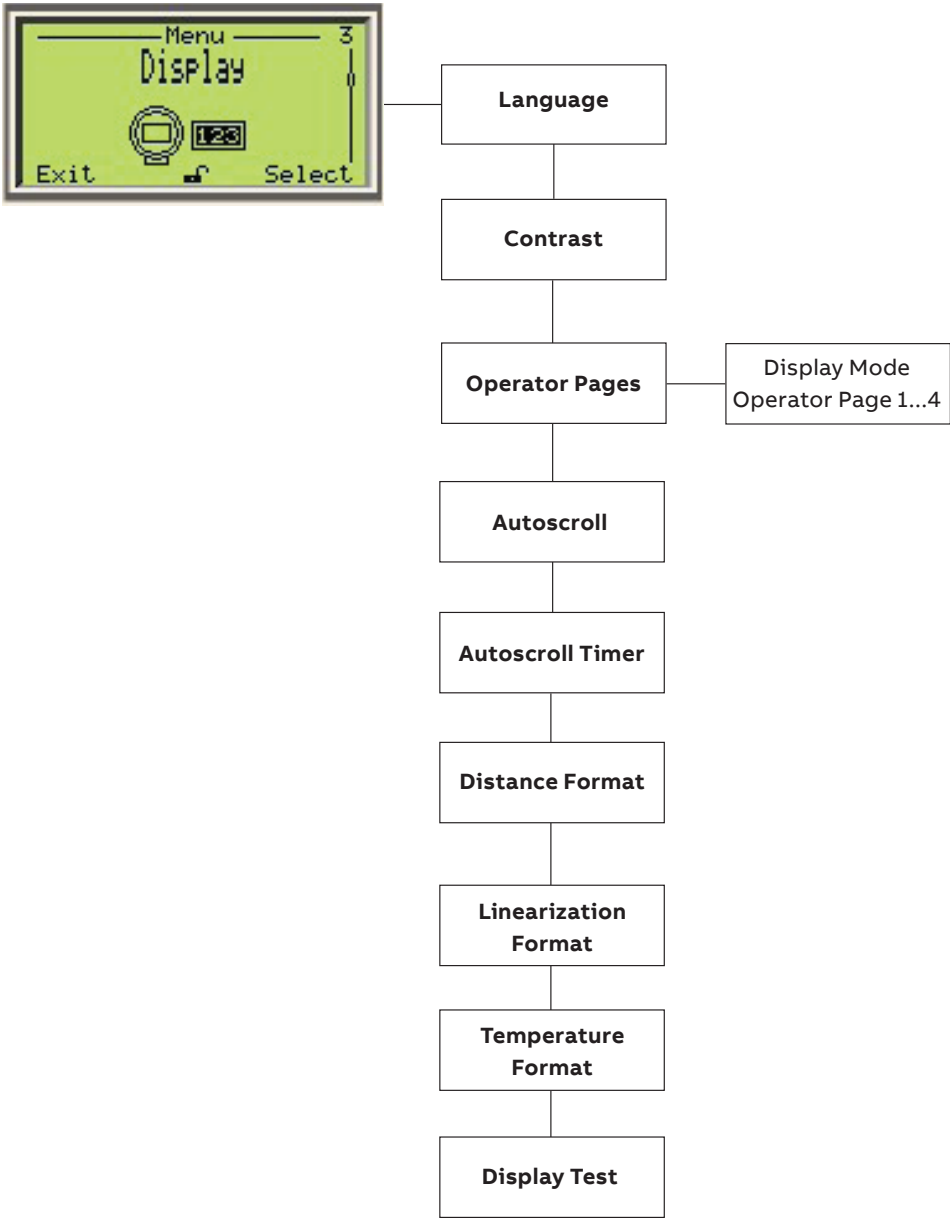 Menu 3
Display
123
Exit Select
Language
Contrast
Operator Pages
Display Mode
Operator Page 1...4
Autoscroll
Autoscroll Timer
Distance Format
Linearization
Format
Temperature
Format
Display Test